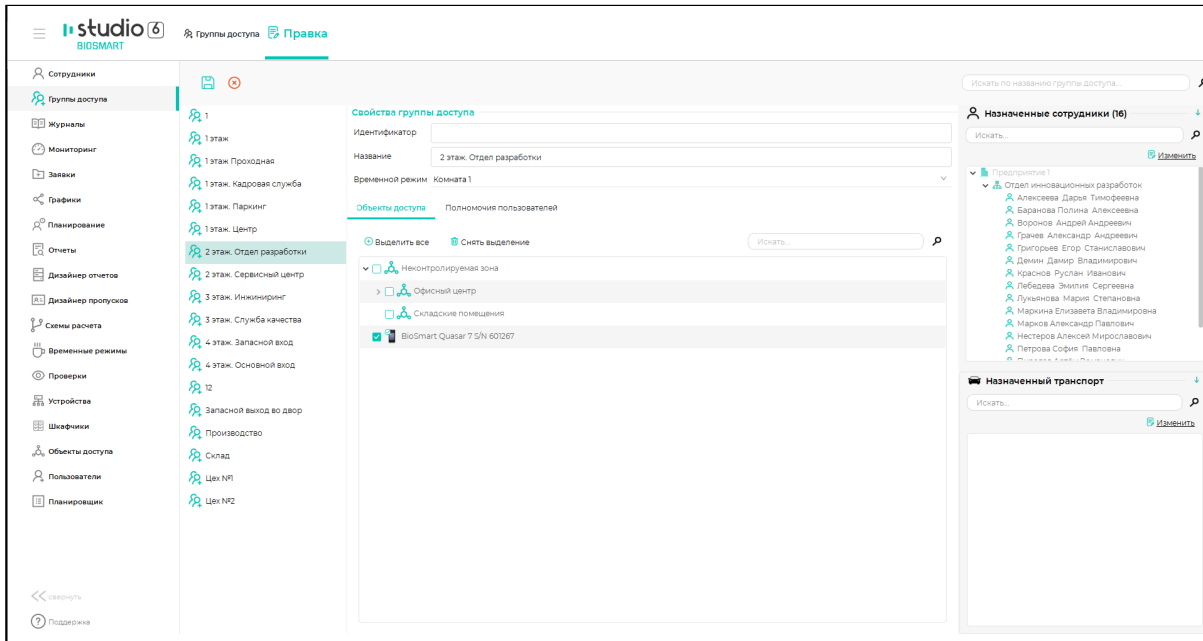 studio 6
BIOSMART
Группы доступа
Правка
Сотрудники
Группы доступа
Журналы
Мониторинг
Заявки
Графики
Планирование
Отчеты
Дизайнер отчетов
Дизайнер пропусков
Схемы расчета
Временные режимы
Проверки
Устройства
Шкафчики
Объекты доступа
Пользователи
Планировщик
свернуть
Поддержка
1
1 этаж
1 этаж Проходная
1 этаж. Кадровая служба
1 этаж. Паркинг
1 этаж. Центр
2 этаж. Отдел разработки
2 этаж. Сервисный центр
3 этаж. Инжиниринг
3 этаж. Служба качества
4 этаж. Запасной вход
4 этаж. Основной вход
12
Запасной выход во двор
Производство
Склад
Цех №1
Цех №2
Свойства группы доступа
Идентификатор
Название 2 этаж. Отдел разработки
Временной режим Комната 1
Объекты доступа Полномочия пользователей
Выделить все Снять выделение Искать...
Неконтролируемая зона
Офисный центр
Складские помещения
BioSmart Quasar 7 S/N 601267
Искать по названию группы доступа...
Назначенные сотрудники (16)
Искать...
Изменить
Предприятие 1
Отдел инновационных разработок
Алексеева Дарья Тимофеевна
Баранова Полина Алексеевна
Воронов Андрей Андреевич
Грачев Александр Андреевич
Григорьев Егор Станиславович
Демин Дамир Владимирович
Краснов Руслан Иванович
Лебедева Эмилия Сергеевна
Лукьянова Мария Степановна
Маркина Елизавета Владимировна
Марков Александр Павлович
Нестеров Алексей Мирославович
Петрова София Павловна
Назначенный транспорт
Искать...
Изменить